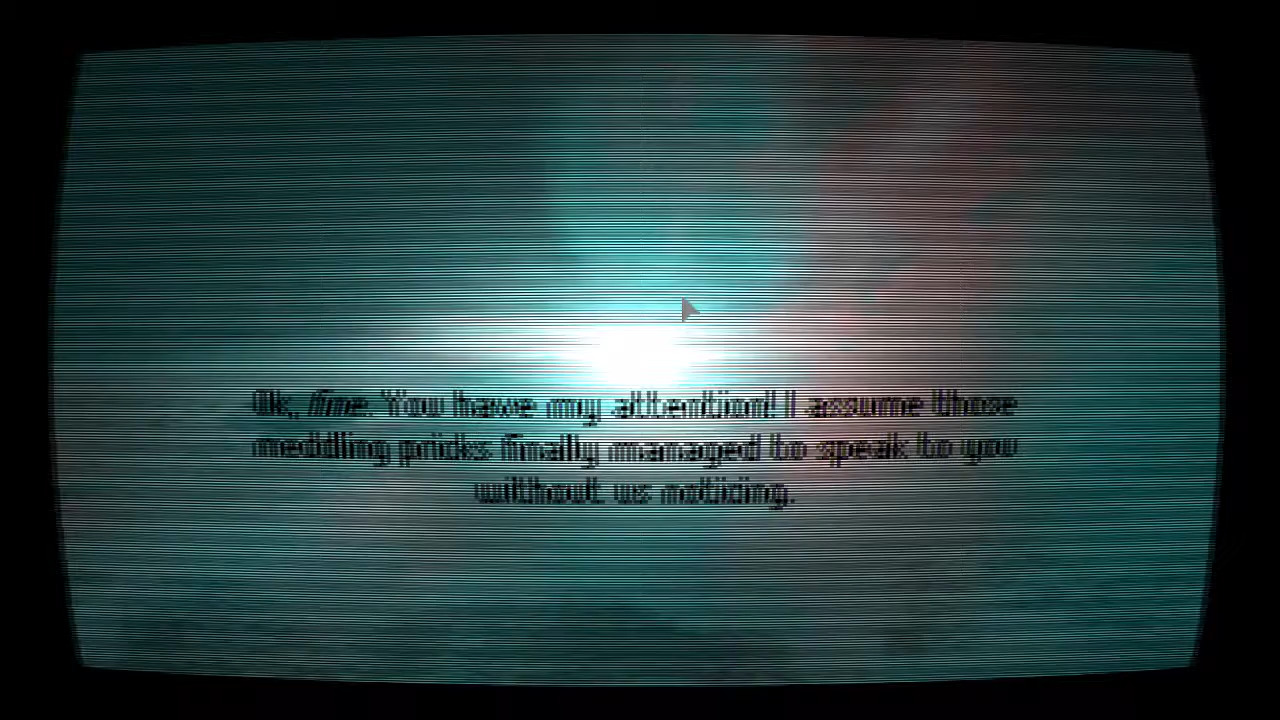 Ok, fine. You have my attention! I assume those
meddling pricks finally managed to speak to you
without us noticing.